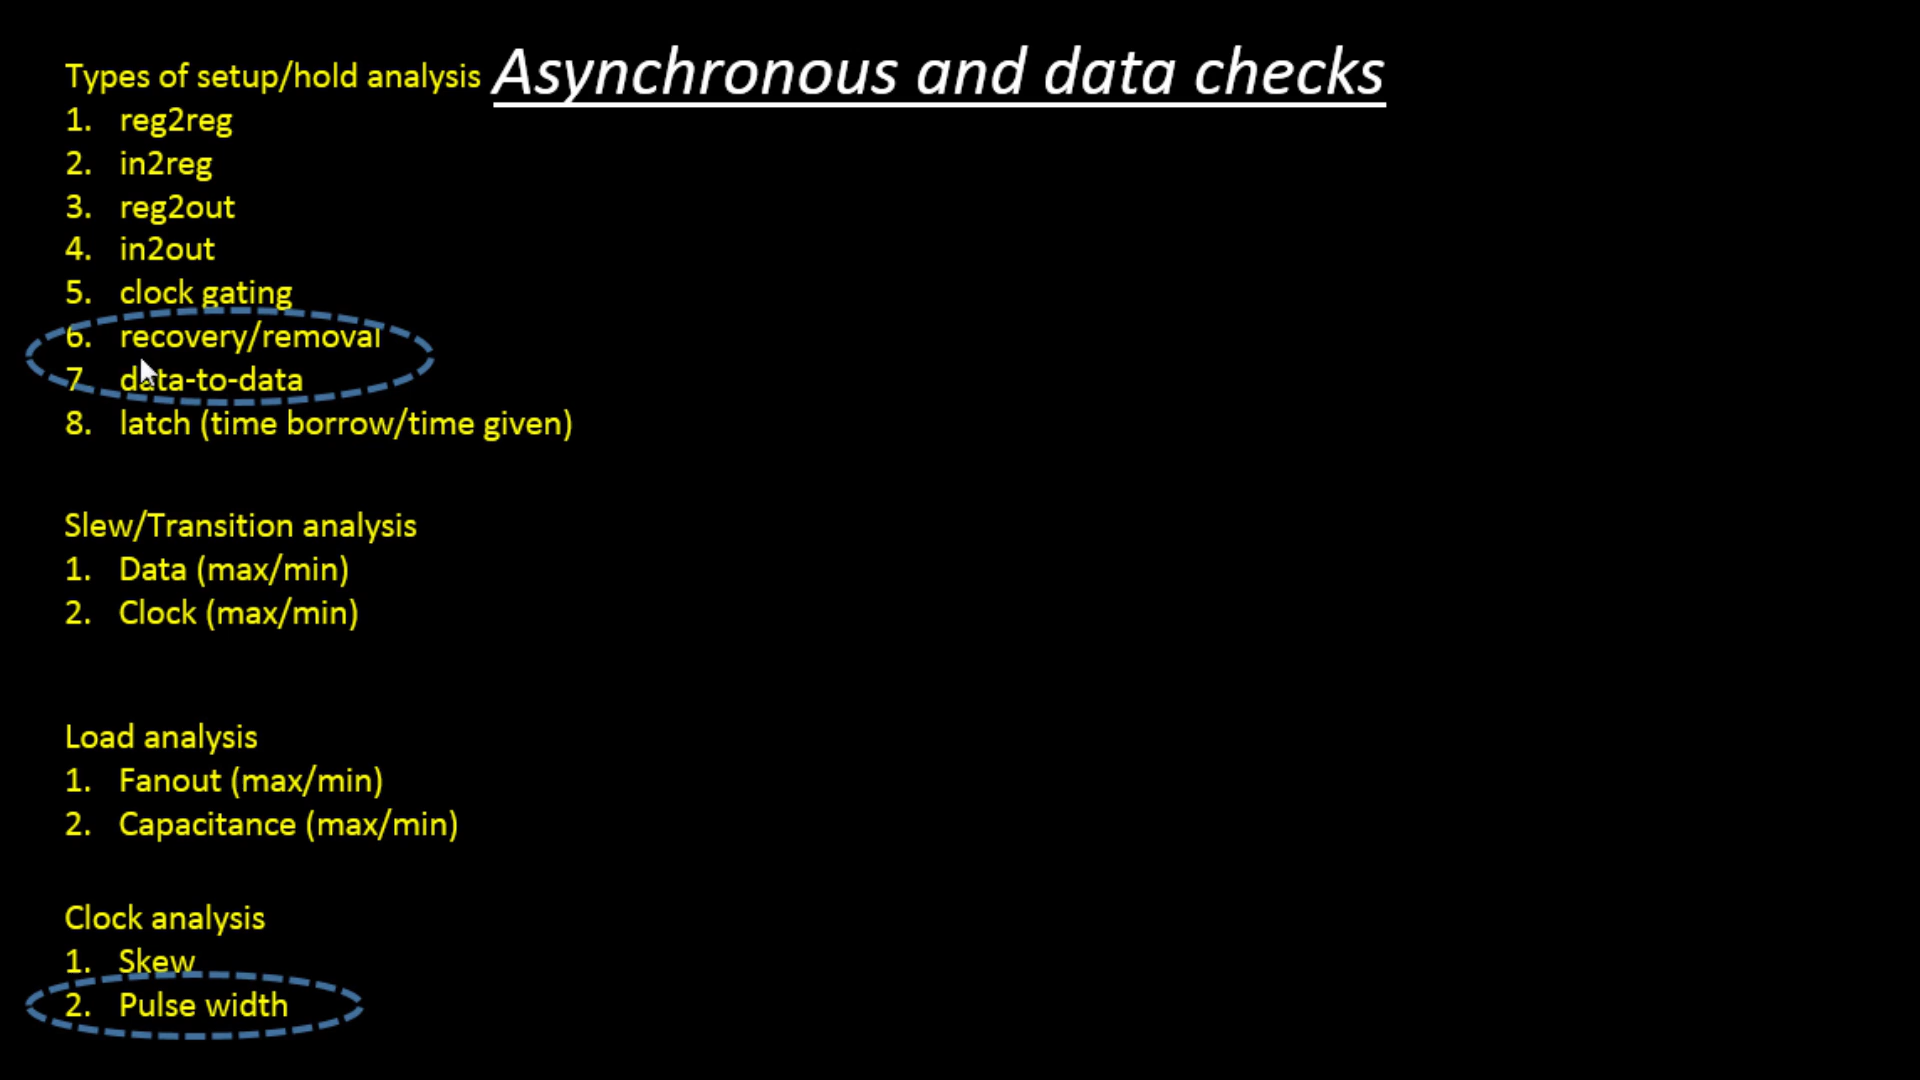 Asynchronous and data checks
Types of setup/hold analysis
1. reg2reg
2. in2reg
3. reg2out
4. in2out
5. clock gating
6. recovery/removal
7 data-to-data
8. latch (time borrow/time given)
Slew/Transition analysis
1. Data (max/min)
2. Clock (max/min)
Load analysis
1. Fanout (max/min)
2. Capacitance (max/min)
Clock analysis
1. Skew
2. Pulse width